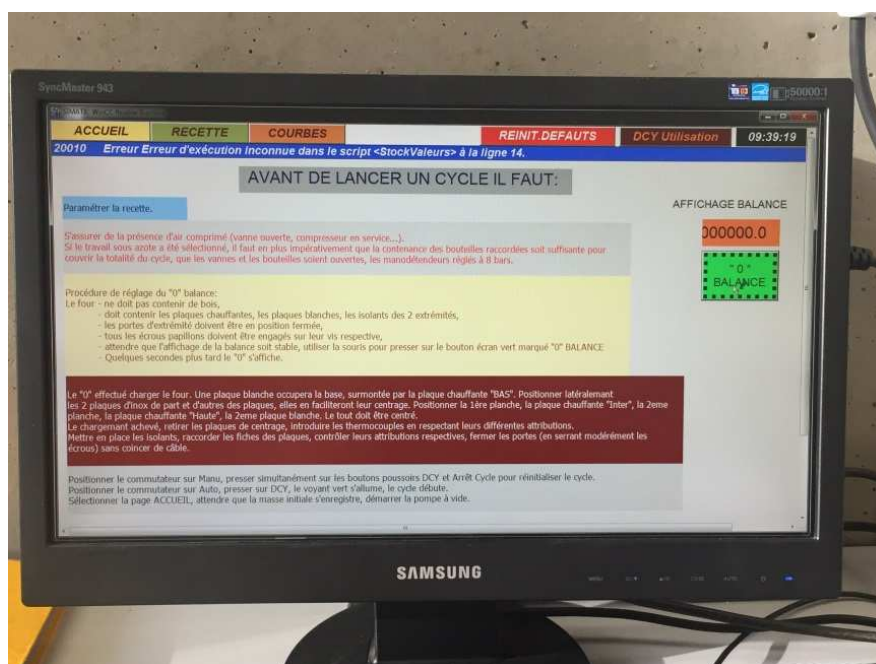 SyncMaster 943
50000:1
ACCUEIL RECETTE COURBES REINIT.DEFAUTS DCY Utilisation 09:39:19
20010 Erreur Erreur d'exécution inconnue dans le script <StockValeurs> à la ligne 14.
AVANT DE LANCER UN CYCLE IL FAUT:
Paramétrer la recette.
AFFICHAGE BALANCE
000000.0
"0"
BALANCE
S'assurer de la présence d'air comprimé (vanne ouverte, compresseur en service...).
Si le travail sous azote a été sélectionné, il faut en plus impérativement que la contenance des bouteilles raccordées soit suffisante pour
couvrir la totalité du cycle, que les vannes et les bouteilles soient ouvertes, les manodétendeurs réglés à 8 bars.
Procédure de réglage du "0" balance:
Le four - ne doit pas contenir de bois,
- doit contenir les plaques chauffantes, les plaques blanches, les isolants des 2 extrémités,
- les portes d'extrémité doivent être en position fermée,
- tous les écrous papillons doivent être engagés sur leur vis respective,
- attendre que l'affichage de la balance soit stable, utiliser la souris pour presser sur le bouton écran vert marqué "0" BALANCE
- Quelques secondes plus tard le "0" s'affiche.
Le "0" effectué charger le four. Une plaque blanche occupera la base, surmontée par la plaque chauffante "BAS". Positionner latéralement
les 2 plaques d'inox de part et d'autres des plaques, elles en faciliteront leur centrage. Positionner la 1ère planche, la plaque chauffante "Inter", la 2eme
planche, la plaque chauffante "Haute", la 2eme plaque blanche. Le tout doit être centré.
Le chargemant achevé, retirer les plaques de centrage, introduire les thermocouples en respectant leurs différentes attributions.
Mettre en place les isolants, raccorder les fiches des plaques, contrôler leurs attributions respectives, fermer les portes (en serrant modérément les
écrous) sans coincer de câble.
Positionner le commutateur sur Manu, presser simultanément sur les boutons poussoirs DCY et Arrêt Cycle pour réinitialiser le cycle.
Positionner le commutateur sur Auto, presser sur DCY, le voyant vert s'allume, le cycle débute.
Sélectionner la page ACCUEIL, attendre que la masse initiale s'enregistre, démarrer la pompe à vide.
SAMSUNG
MENU